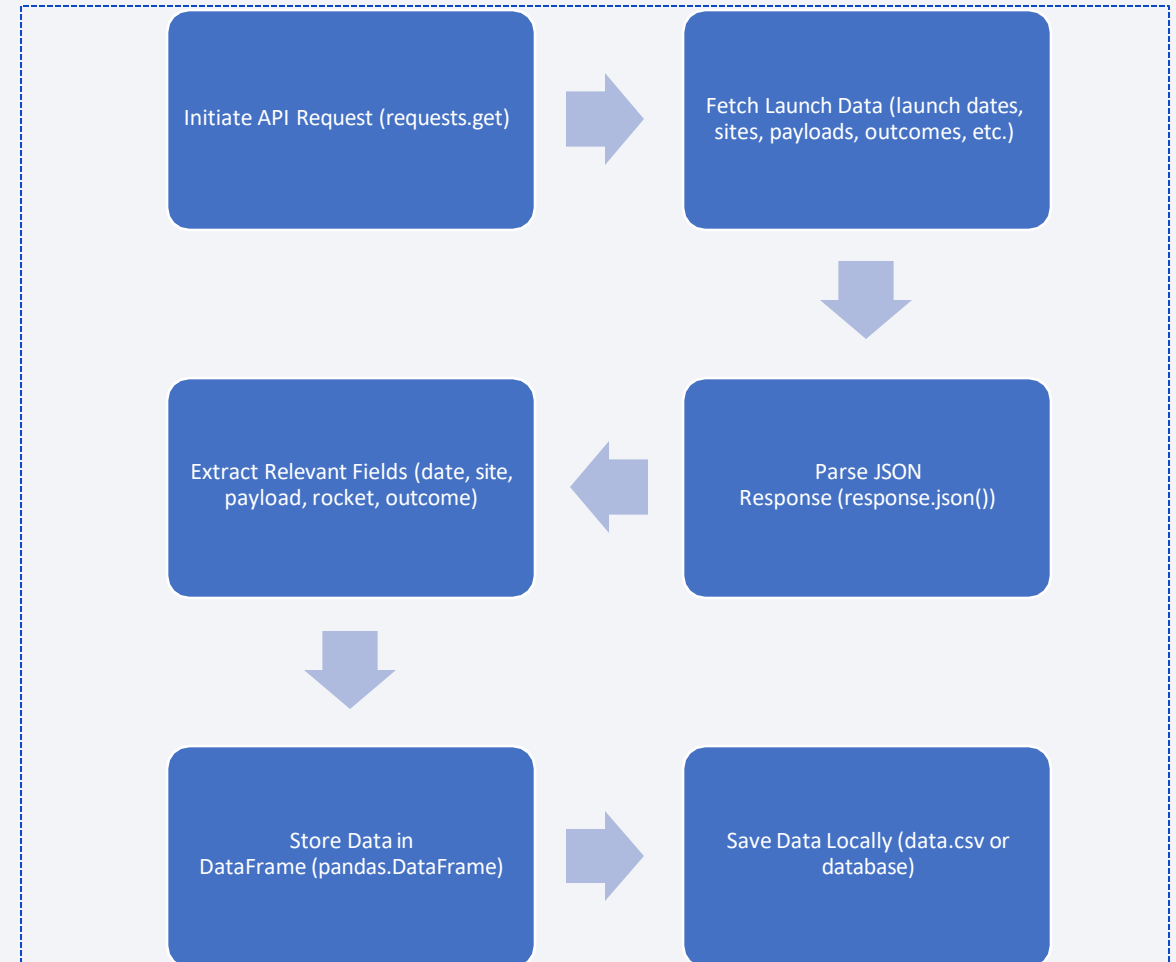 Initiate API Request (requests.get)
Fetch Launch Data (launch dates,
sites, payloads, outcomes, etc.)
Parse JSON
Response (response.json())
Extract Relevant Fields (date, site,
payload, rocket, outcome)
Store Data in
DataFrame (pandas.DataFrame)
Save Data Locally (data.csv or
database)